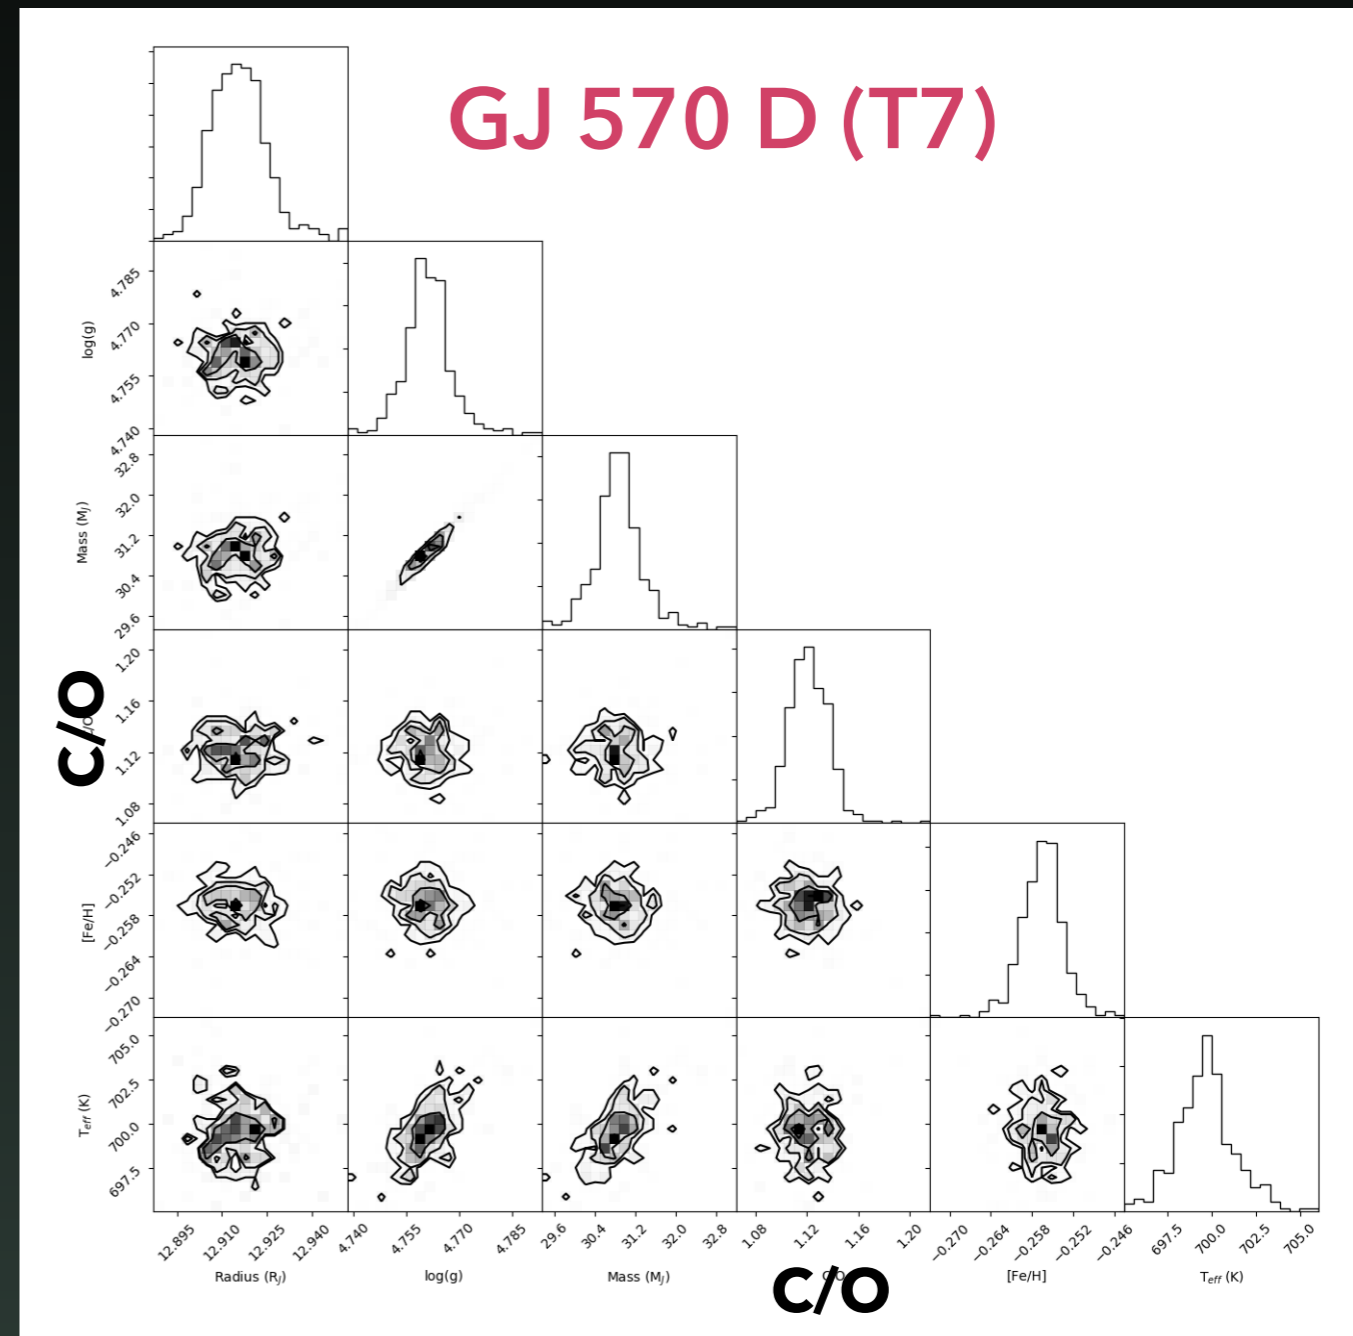 GJ 570 D (T7)
4.785
4.770
4.755
4.740
log(g)
32.8
32.0
31.2
30.4
29.6
Mass (M_J)
1.20
1.16
1.12
1.08
C/O
−0.246
−0.252
−0.258
−0.264
−0.270
[Fe/H]
705.0
702.5
700.0
697.5
T_eff (K)
12.895 12.910 12.925 12.940 4.740 4.755 4.770 4.785 29.6 30.4 31.2 32.0 32.8 1.08 1.12 1.16 1.20 −0.270 −0.264 −0.258 −0.252 −0.246 697.5 700.0 702.5 705.0
Radius (R_J) log(g) Mass (M_J) C/O [Fe/H] T_eff (K)